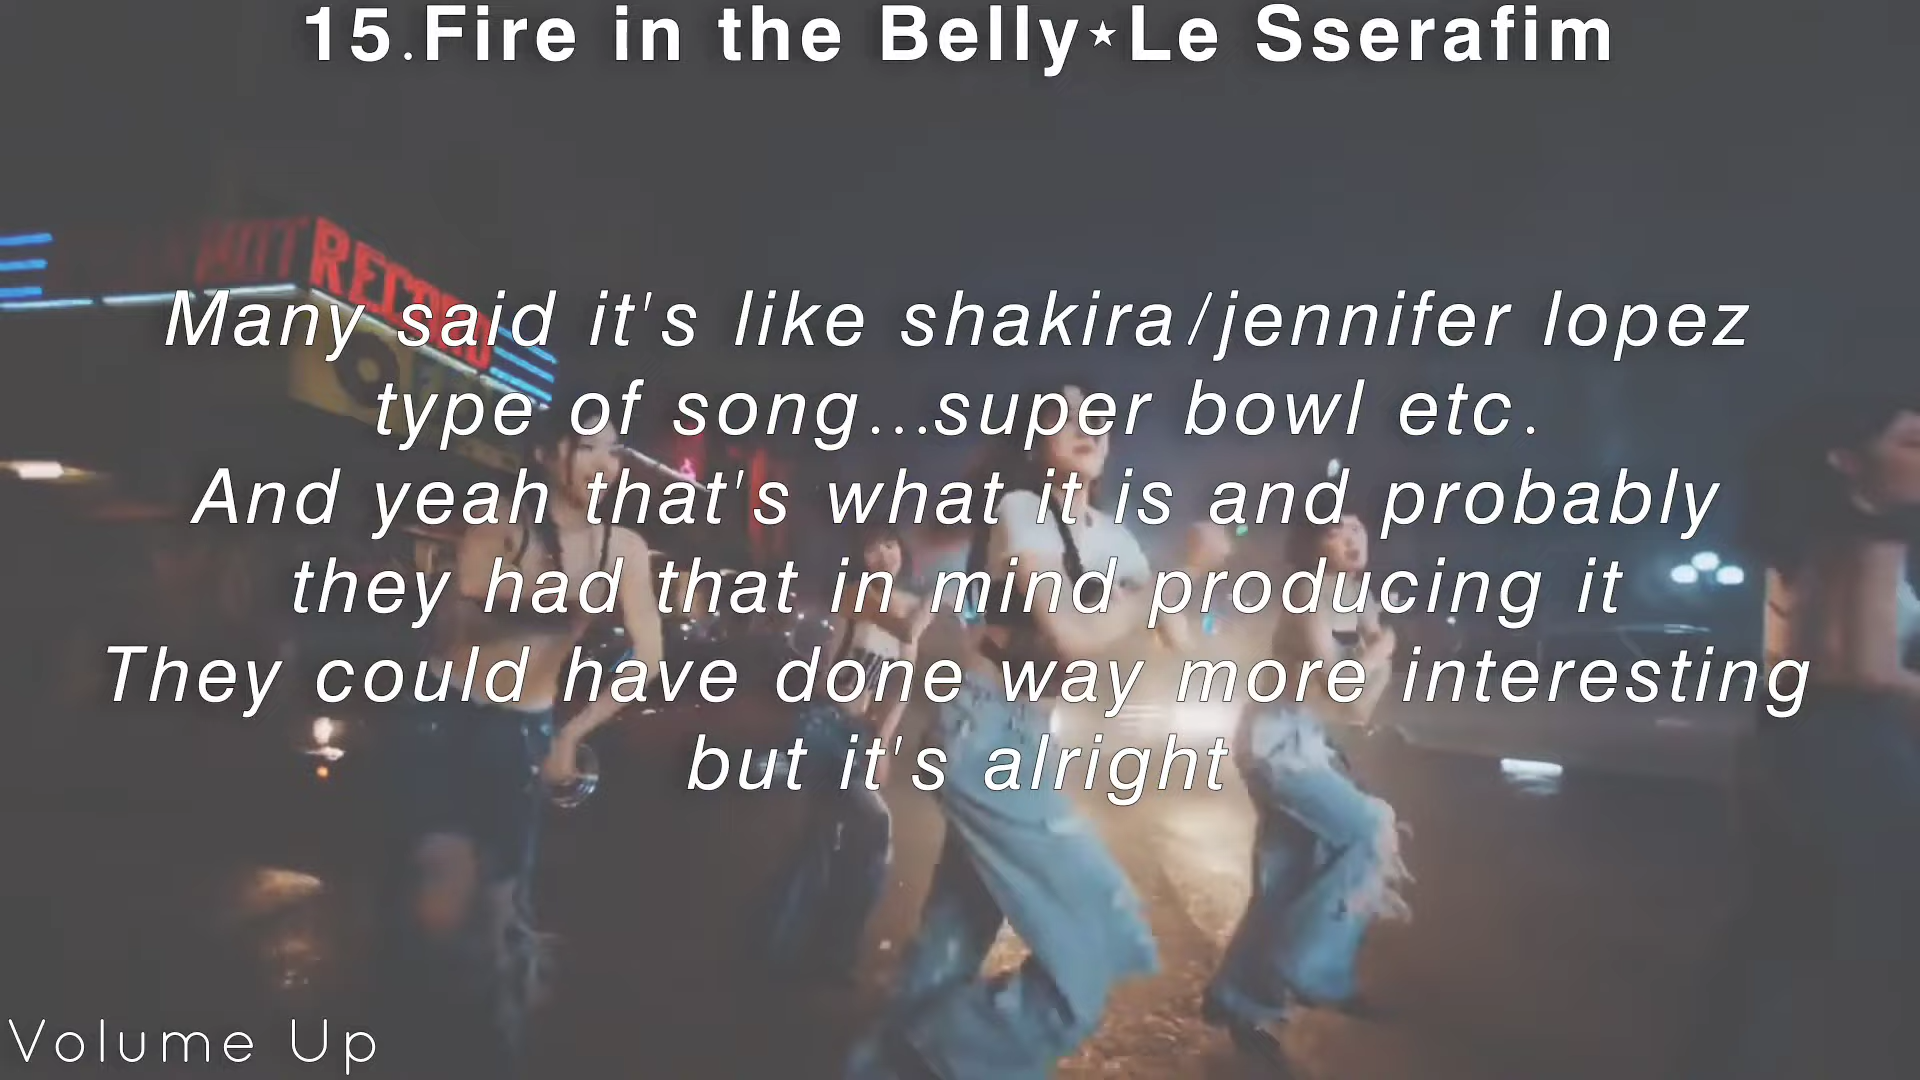 15.Fire in the Belly⋆Le Sserafim
RECORD
Many said it's like shakira/jennifer lopez
type of song...super bowl etc.
And yeah that's what it is and probably
they had that in mind producing it
They could have done way more interesting
but it's alright
Volume Up